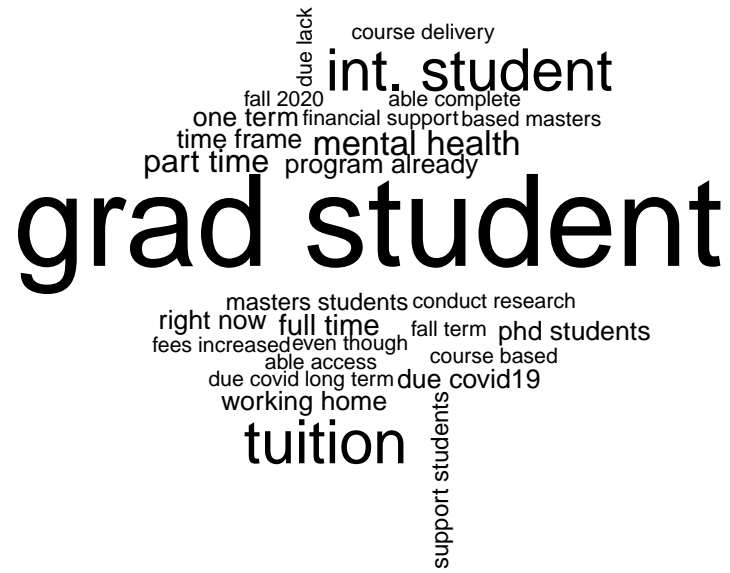 due lack
course delivery
int. student
fall 2020
able complete
one term
financial support
based masters
time frame
mental health
part time
program already
grad student
masters students
conduct research
right now
full time
fall term
phd students
fees increased
even though
able access
course based
due covid
long term
due covid19
working home
support students
tuition